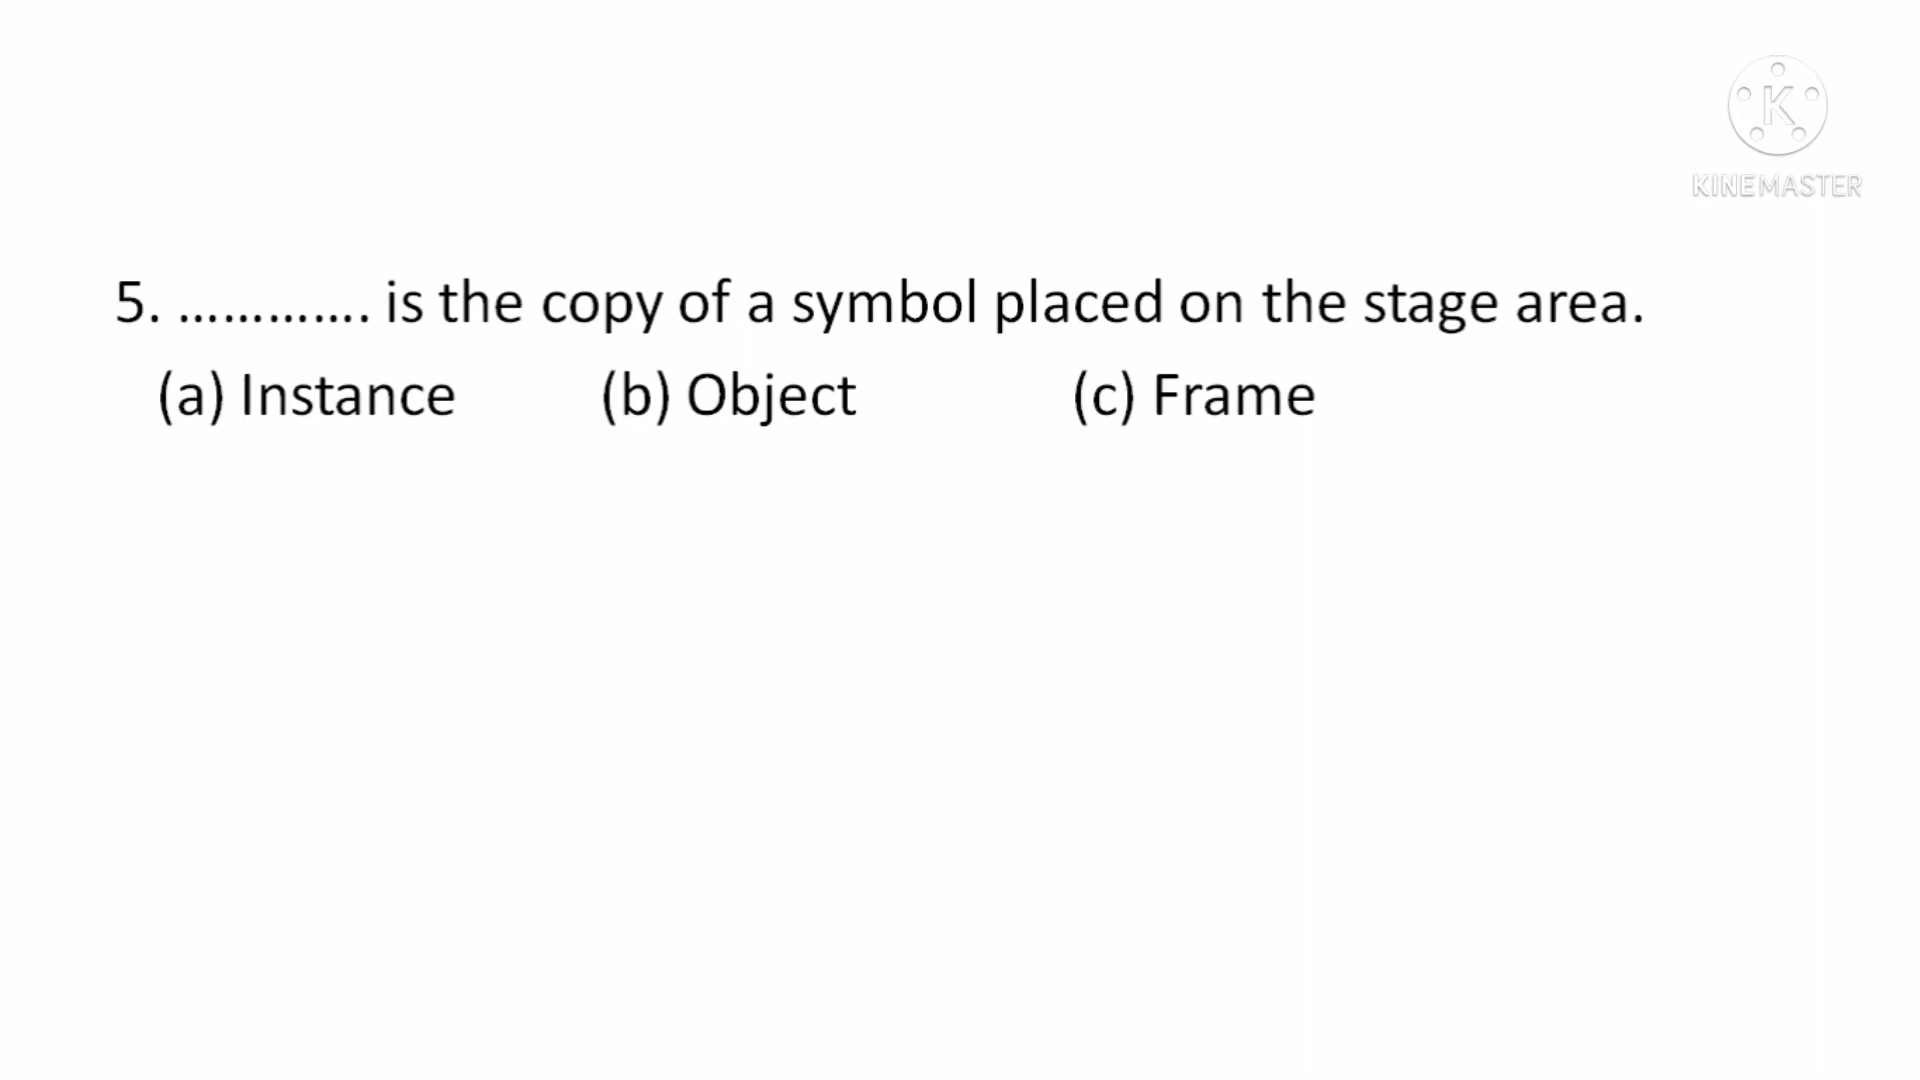 K
KINEMASTER
5. …………. is the copy of a symbol placed on the stage area.
(a) Instance (b) Object (c) Frame